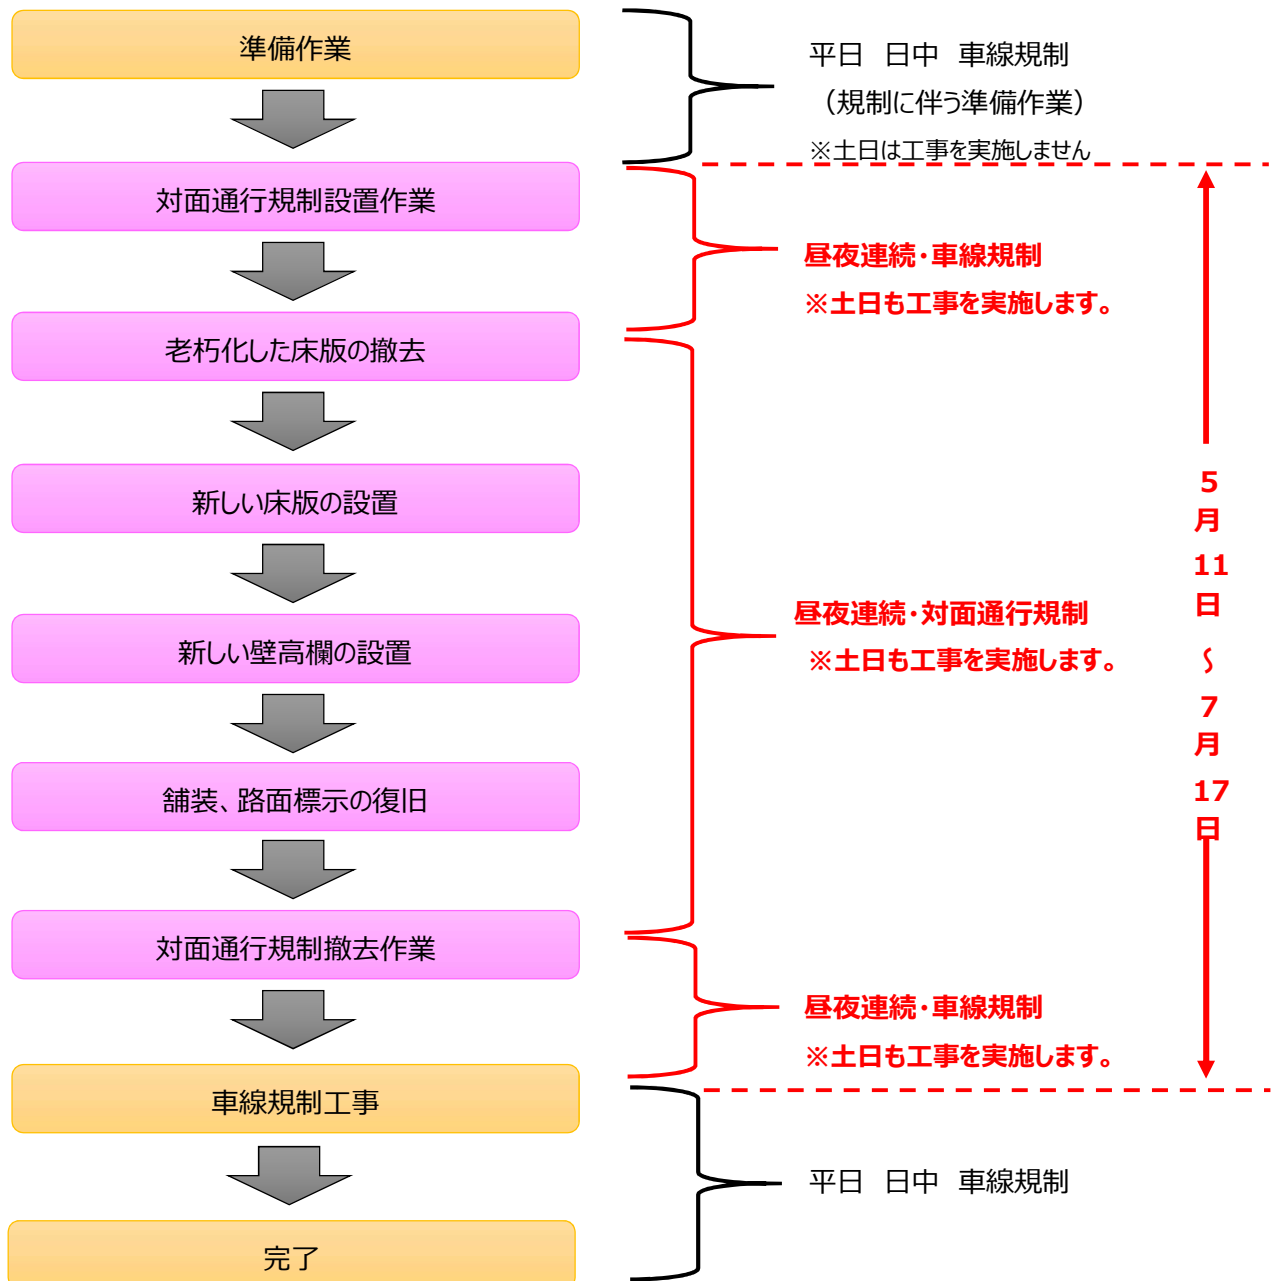 準備作業
平日　日中　車線規制
（規制に伴う準備作業）
※土日は工事を実施しません
対面通行規制設置作業
昼夜連続・車線規制
※土日も工事を実施します。
老朽化した床版の撤去
新しい床版の設置
新しい壁高欄の設置
昼夜連続・対面通行規制
※土日も工事を実施します。
舗装、路面標示の復旧
対面通行規制撤去作業
昼夜連続・車線規制
※土日も工事を実施します。
5月11日～7月17日
車線規制工事
平日　日中　車線規制
完了